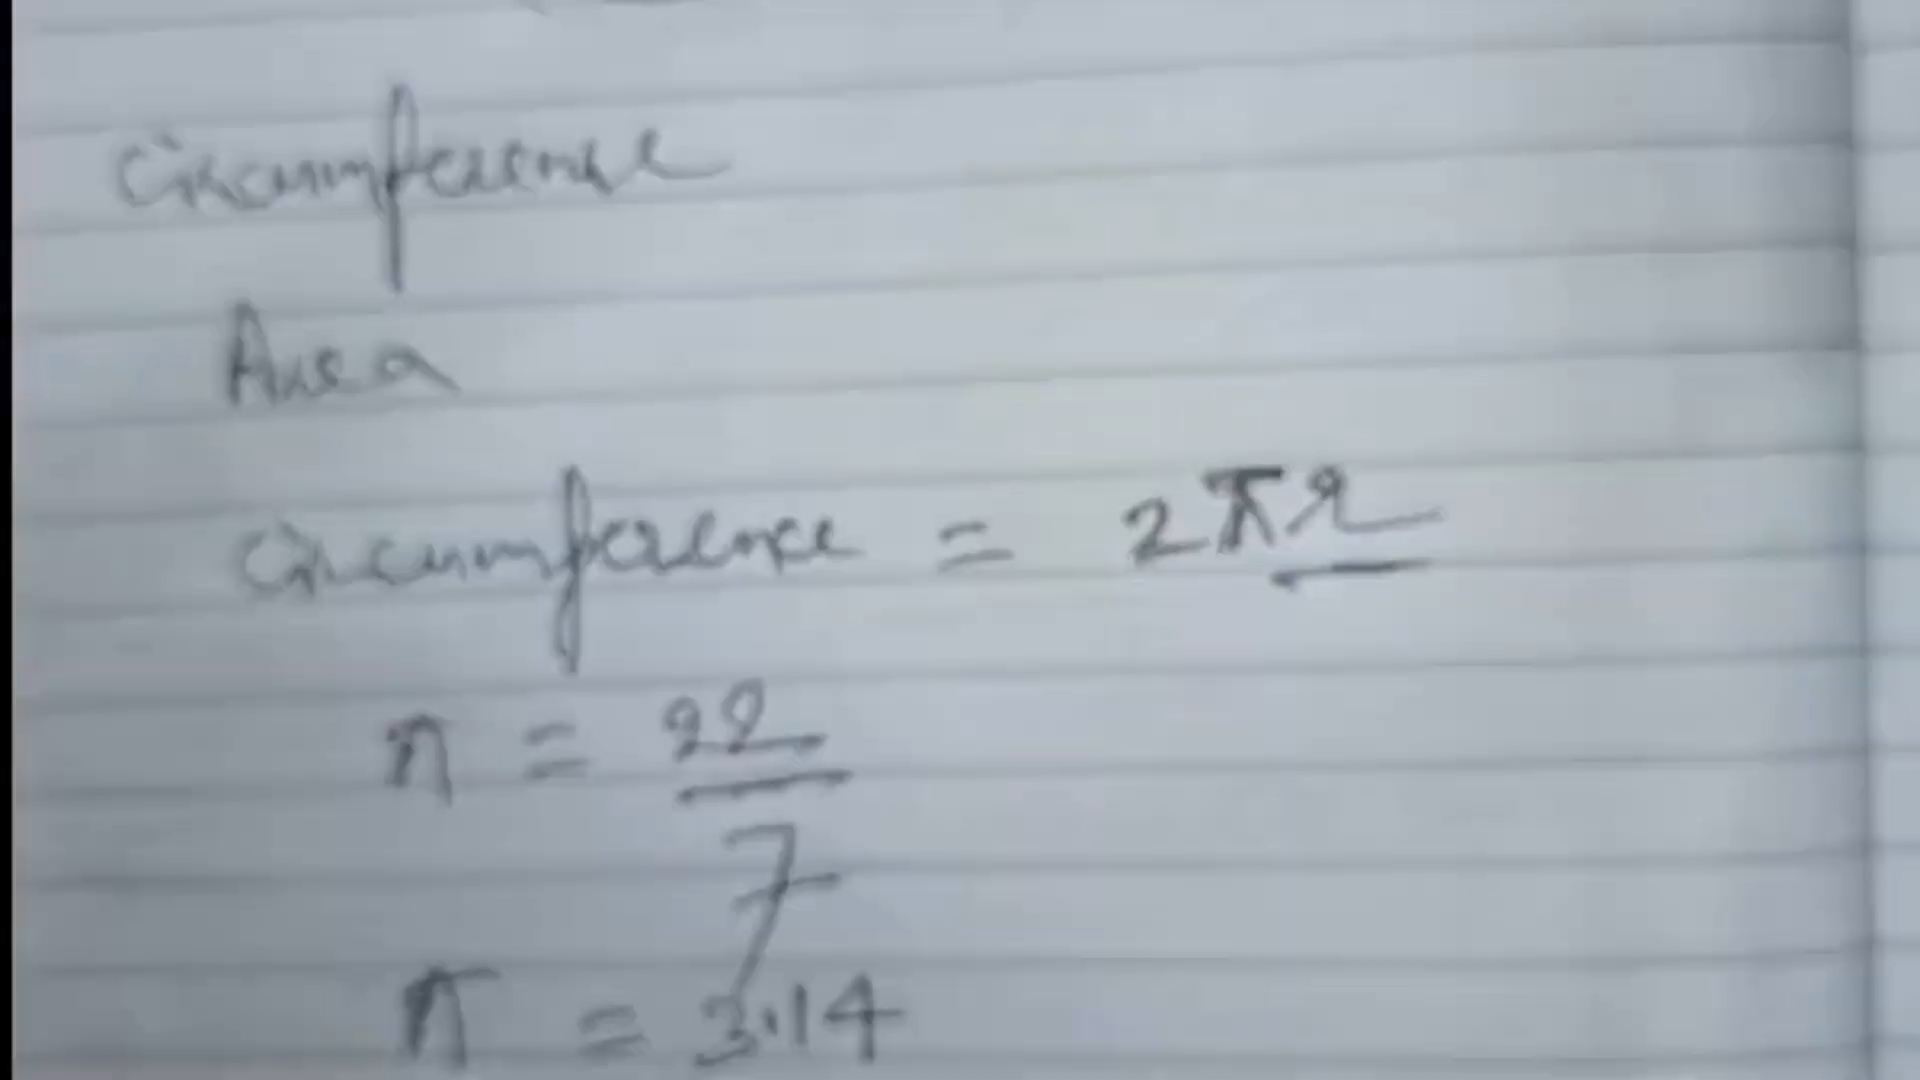 Circumference
Area
Circumference = 2πr
π = 22
7
π = 3.14